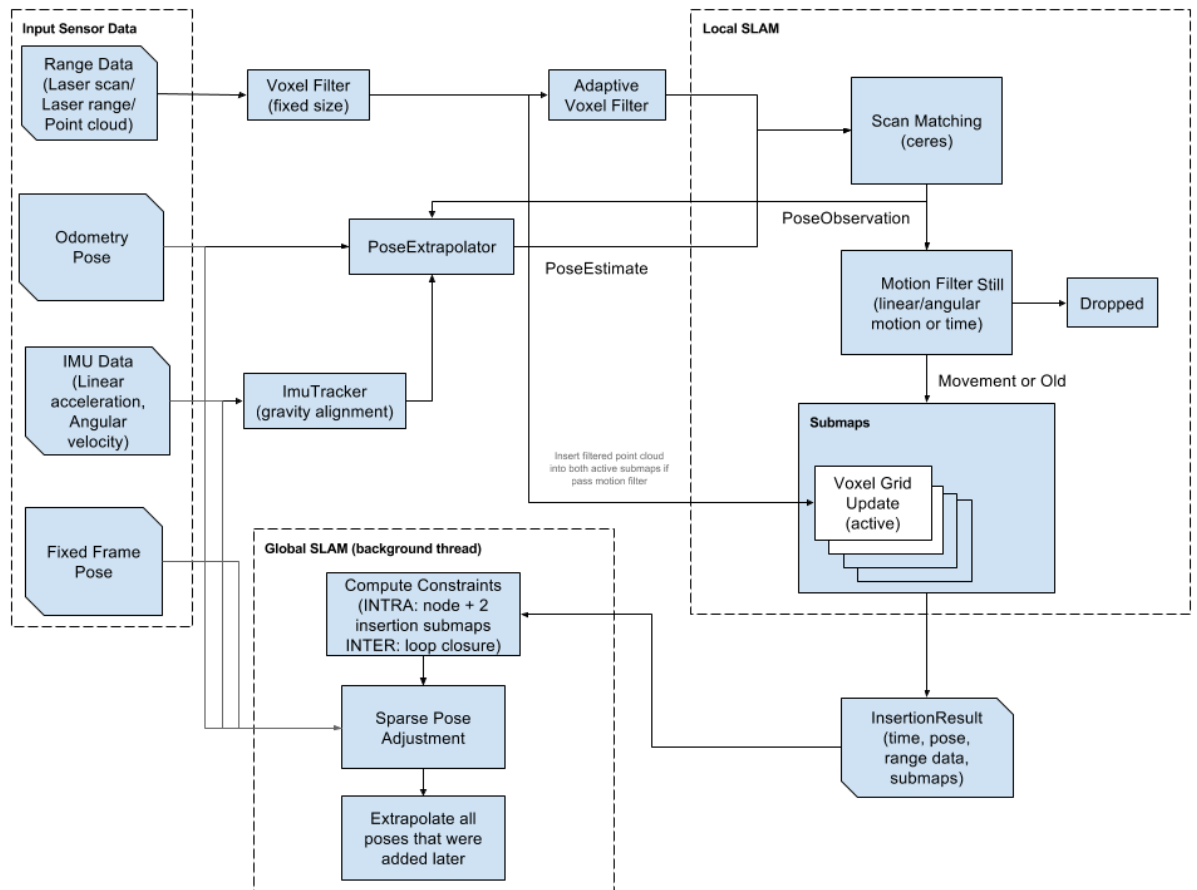 Input Sensor Data
Range Data
(Laser scan/
Laser range/
Point cloud)
Voxel Filter
(fixed size)
Adaptive
Voxel Filter
Local SLAM
Scan Matching
(ceres)
PoseObservation
Odometry
Pose
PoseExtrapolator
PoseEstimate
Motion Filter
(linear/angular
motion or time)
Still
Dropped
Movement or Old
IMU Data
(Linear
acceleration,
Angular
velocity)
ImuTracker
(gravity alignment)
Submaps
Insert filtered point cloud
into both active submaps if
pass motion filter
Voxel Grid
Update
(active)
Fixed Frame
Pose
Global SLAM (background thread)
Compute Constraints
(INTRA: node + 2
insertion submaps
INTER: loop closure)
Sparse Pose
Adjustment
Extrapolate all
poses that were
added later
InsertionResult
(time, pose,
range data,
submaps)